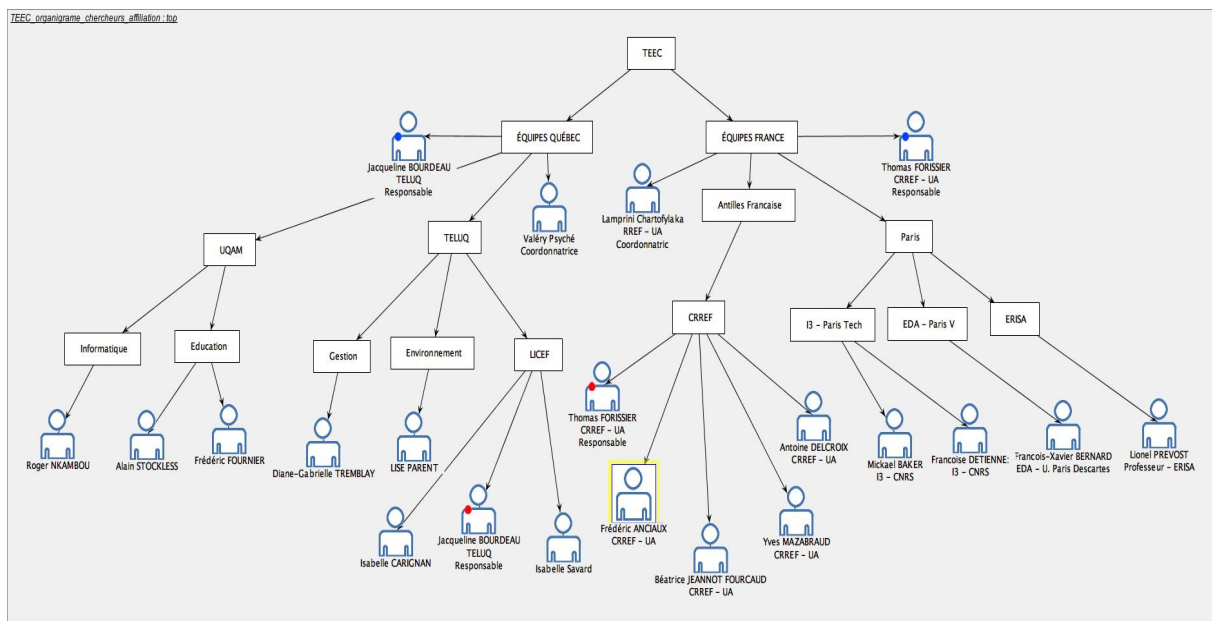 TEEC_organigrame_chercheurs_affiliation : top
TEEC
ÉQUIPES QUÉBEC
ÉQUIPES FRANCE
Jacqueline BOURDEAU
TELUQ
Responsable
Thomas FORISSIER
CRREF – UA
Responsable
Valéry Psyché
Coordonnatrice
Lamprini Chartofylaka
RREF – UA
Coordonnatric
Antilles Francaise
UQAM
TELUQ
Paris
Informatique
Education
Gestion
Environnement
LICEF
CRREF
I3 – Paris Tech
EDA – Paris V
ERISA
Roger NKAMBOU
Alain STOCKLESS
Frédéric FOURNIER
Diane-Gabrielle TREMBLAY
LISE PARENT
Thomas FORISSIER
CRREF – UA
Responsable
Antoine DELCROIX
CRREF – UA
Mickael BAKER
I3 – CNRS
Francoise DETIENNE:
I3 – CNRS
Francois-Xavier BERNARD
EDA – U. Paris Descartes
Lionel PREVOST
Professeur – ERISA
Isabelle CARIGNAN
Jacqueline BOURDEAU
TELUQ
Responsable
Isabelle Savard
Frédéric ANCIAUX
CRREF – UA
Béatrice JEANNOT FOURCAUD
CRREF – UA
Yves MAZABRAUD
CRREF – UA